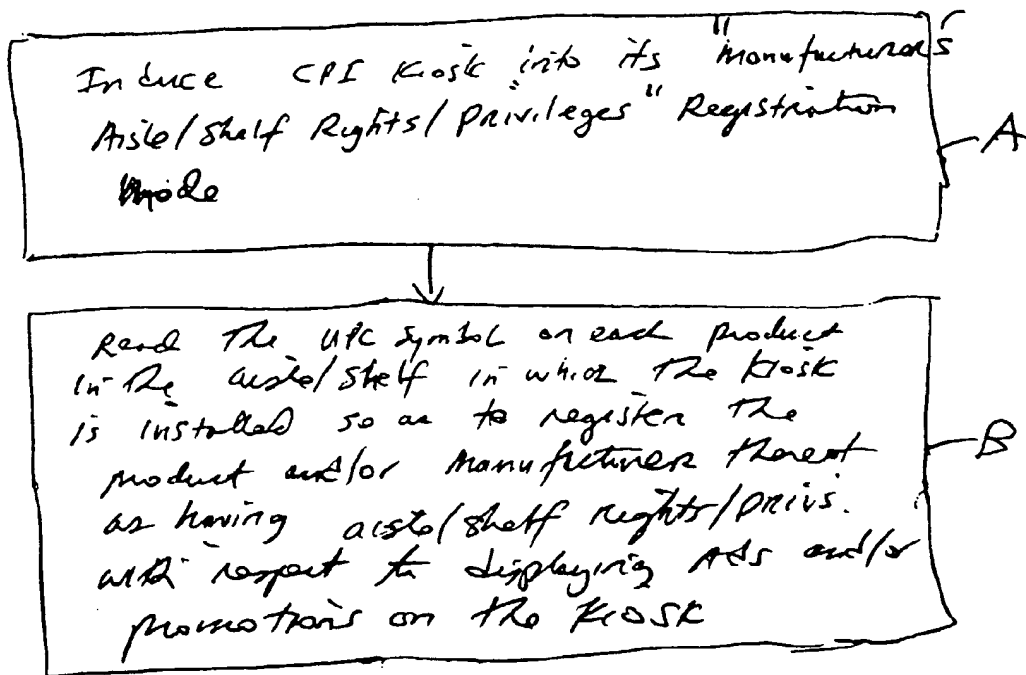 Induce CPI Kiosk into its "Manufacturer's
Aisle/Shelf Rights/Privileges" Registration
Mode
A
Read the UPC symbol on each product
in the aisle/shelf in which the kiosk
is installed so as to register the
product and/or manufacturer thereof
as having aisle/shelf rights/privs.
with respect to displaying Ads and/or
promotions on the Kiosk
B